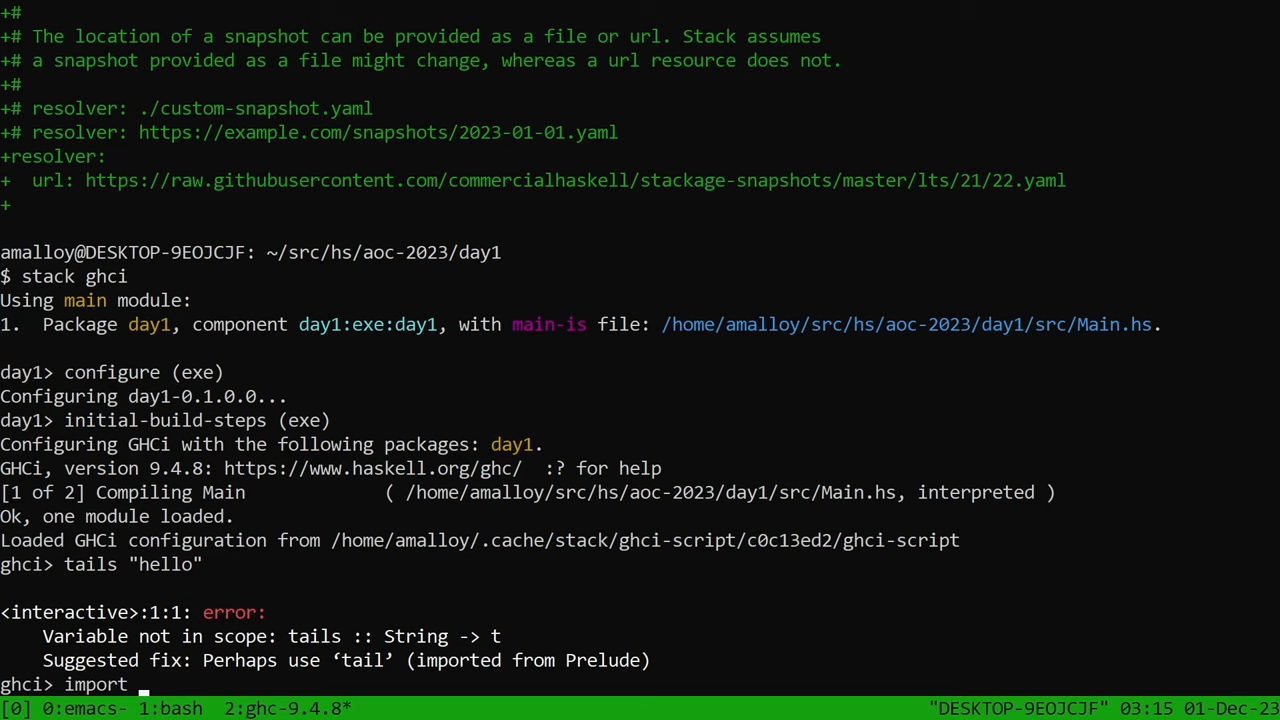 +#
+# The location of a snapshot can be provided as a file or url. Stack assumes
+# a snapshot provided as a file might change, whereas a url resource does not.
+#
+# resolver: ./custom-snapshot.yaml
+# resolver: https://example.com/snapshots/2023-01-01.yaml
+resolver:
+  url: https://raw.githubusercontent.com/commercialhaskell/stackage-snapshots/master/lts/21/22.yaml
+
amalloy@DESKTOP-9EOJCJF: ~/src/hs/aoc-2023/day1
$ stack ghci
Using main module:
1.  Package day1, component day1:exe:day1, with main-is file: /home/amalloy/src/hs/aoc-2023/day1/src/Main.hs.
day1> configure (exe)
Configuring day1-0.1.0.0...
day1> initial-build-steps (exe)
Configuring GHCi with the following packages: day1.
GHCi, version 9.4.8: https://www.haskell.org/ghc/  :? for help
[1 of 2] Compiling Main             ( /home/amalloy/src/hs/aoc-2023/day1/src/Main.hs, interpreted )
Ok, one module loaded.
Loaded GHCi configuration from /home/amalloy/.cache/stack/ghci-script/c0c13ed2/ghci-script
ghci> tails "hello"
<interactive>:1:1: error:
    Variable not in scope: tails :: String -> t
    Suggested fix: Perhaps use ‘tail’ (imported from Prelude)
ghci> import _
[0] 0:emacs- 1:bash  2:ghc-9.4.8* "DESKTOP-9EOJCJF" 03:15 01-Dec-23